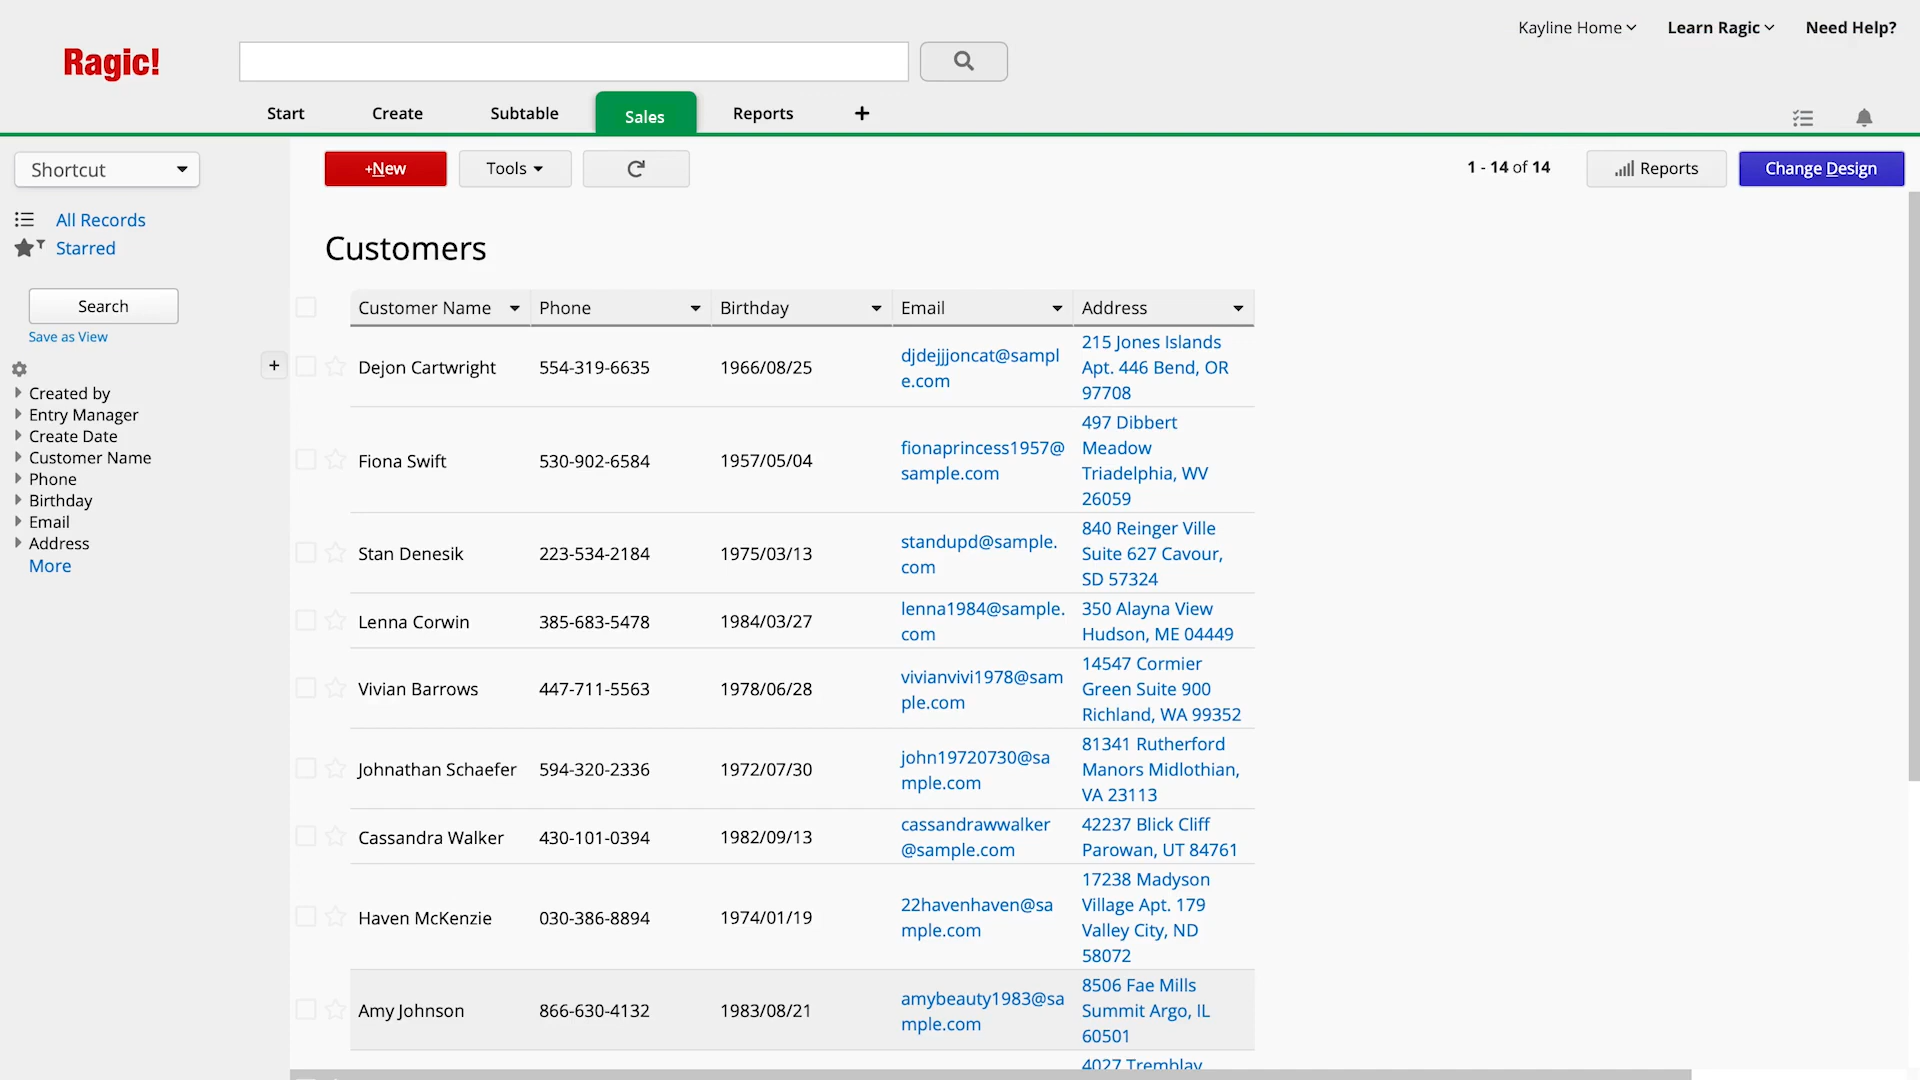 Kayline Home
Learn Ragic
Need Help?
Ragic!
Start
Create
Subtable
Sales
Reports
+
Shortcut
+New
Tools
1 - 14 of 14
Reports
Change Design
All Records
Starred
Search
Save as View
Created by
Entry Manager
Create Date
Customer Name
Phone
Birthday
Email
Address
More
+
Customers
Customer Name
Phone
Birthday
Email
Address
Dejon Cartwright
554-319-6635
1966/08/25
djdejjjoncat@sampl
e.com
215 Jones Islands
Apt. 446 Bend, OR
97708
Fiona Swift
530-902-6584
1957/05/04
fionaprincess1957@
sample.com
497 Dibbert
Meadow
Triadelphia, WV
26059
Stan Denesik
223-534-2184
1975/03/13
standupd@sample.
com
840 Reinger Ville
Suite 627 Cavour,
SD 57324
Lenna Corwin
385-683-5478
1984/03/27
lenna1984@sample.
com
350 Alayna View
Hudson, ME 04449
Vivian Barrows
447-711-5563
1978/06/28
vivianvivi1978@sam
ple.com
14547 Cormier
Green Suite 900
Richland, WA 99352
Johnathan Schaefer
594-320-2336
1972/07/30
john19720730@sa
mple.com
81341 Rutherford
Manors Midlothian,
VA 23113
Cassandra Walker
430-101-0394
1982/09/13
cassandrawwalker
@sample.com
42237 Blick Cliff
Parowan, UT 84761
Haven McKenzie
030-386-8894
1974/01/19
22havenhaven@sa
mple.com
17238 Madyson
Village Apt. 179
Valley City, ND
58072
Amy Johnson
866-630-4132
1983/08/21
amybeauty1983@sa
mple.com
8506 Fae Mills
Summit Argo, IL
60501
4027 Tremblay